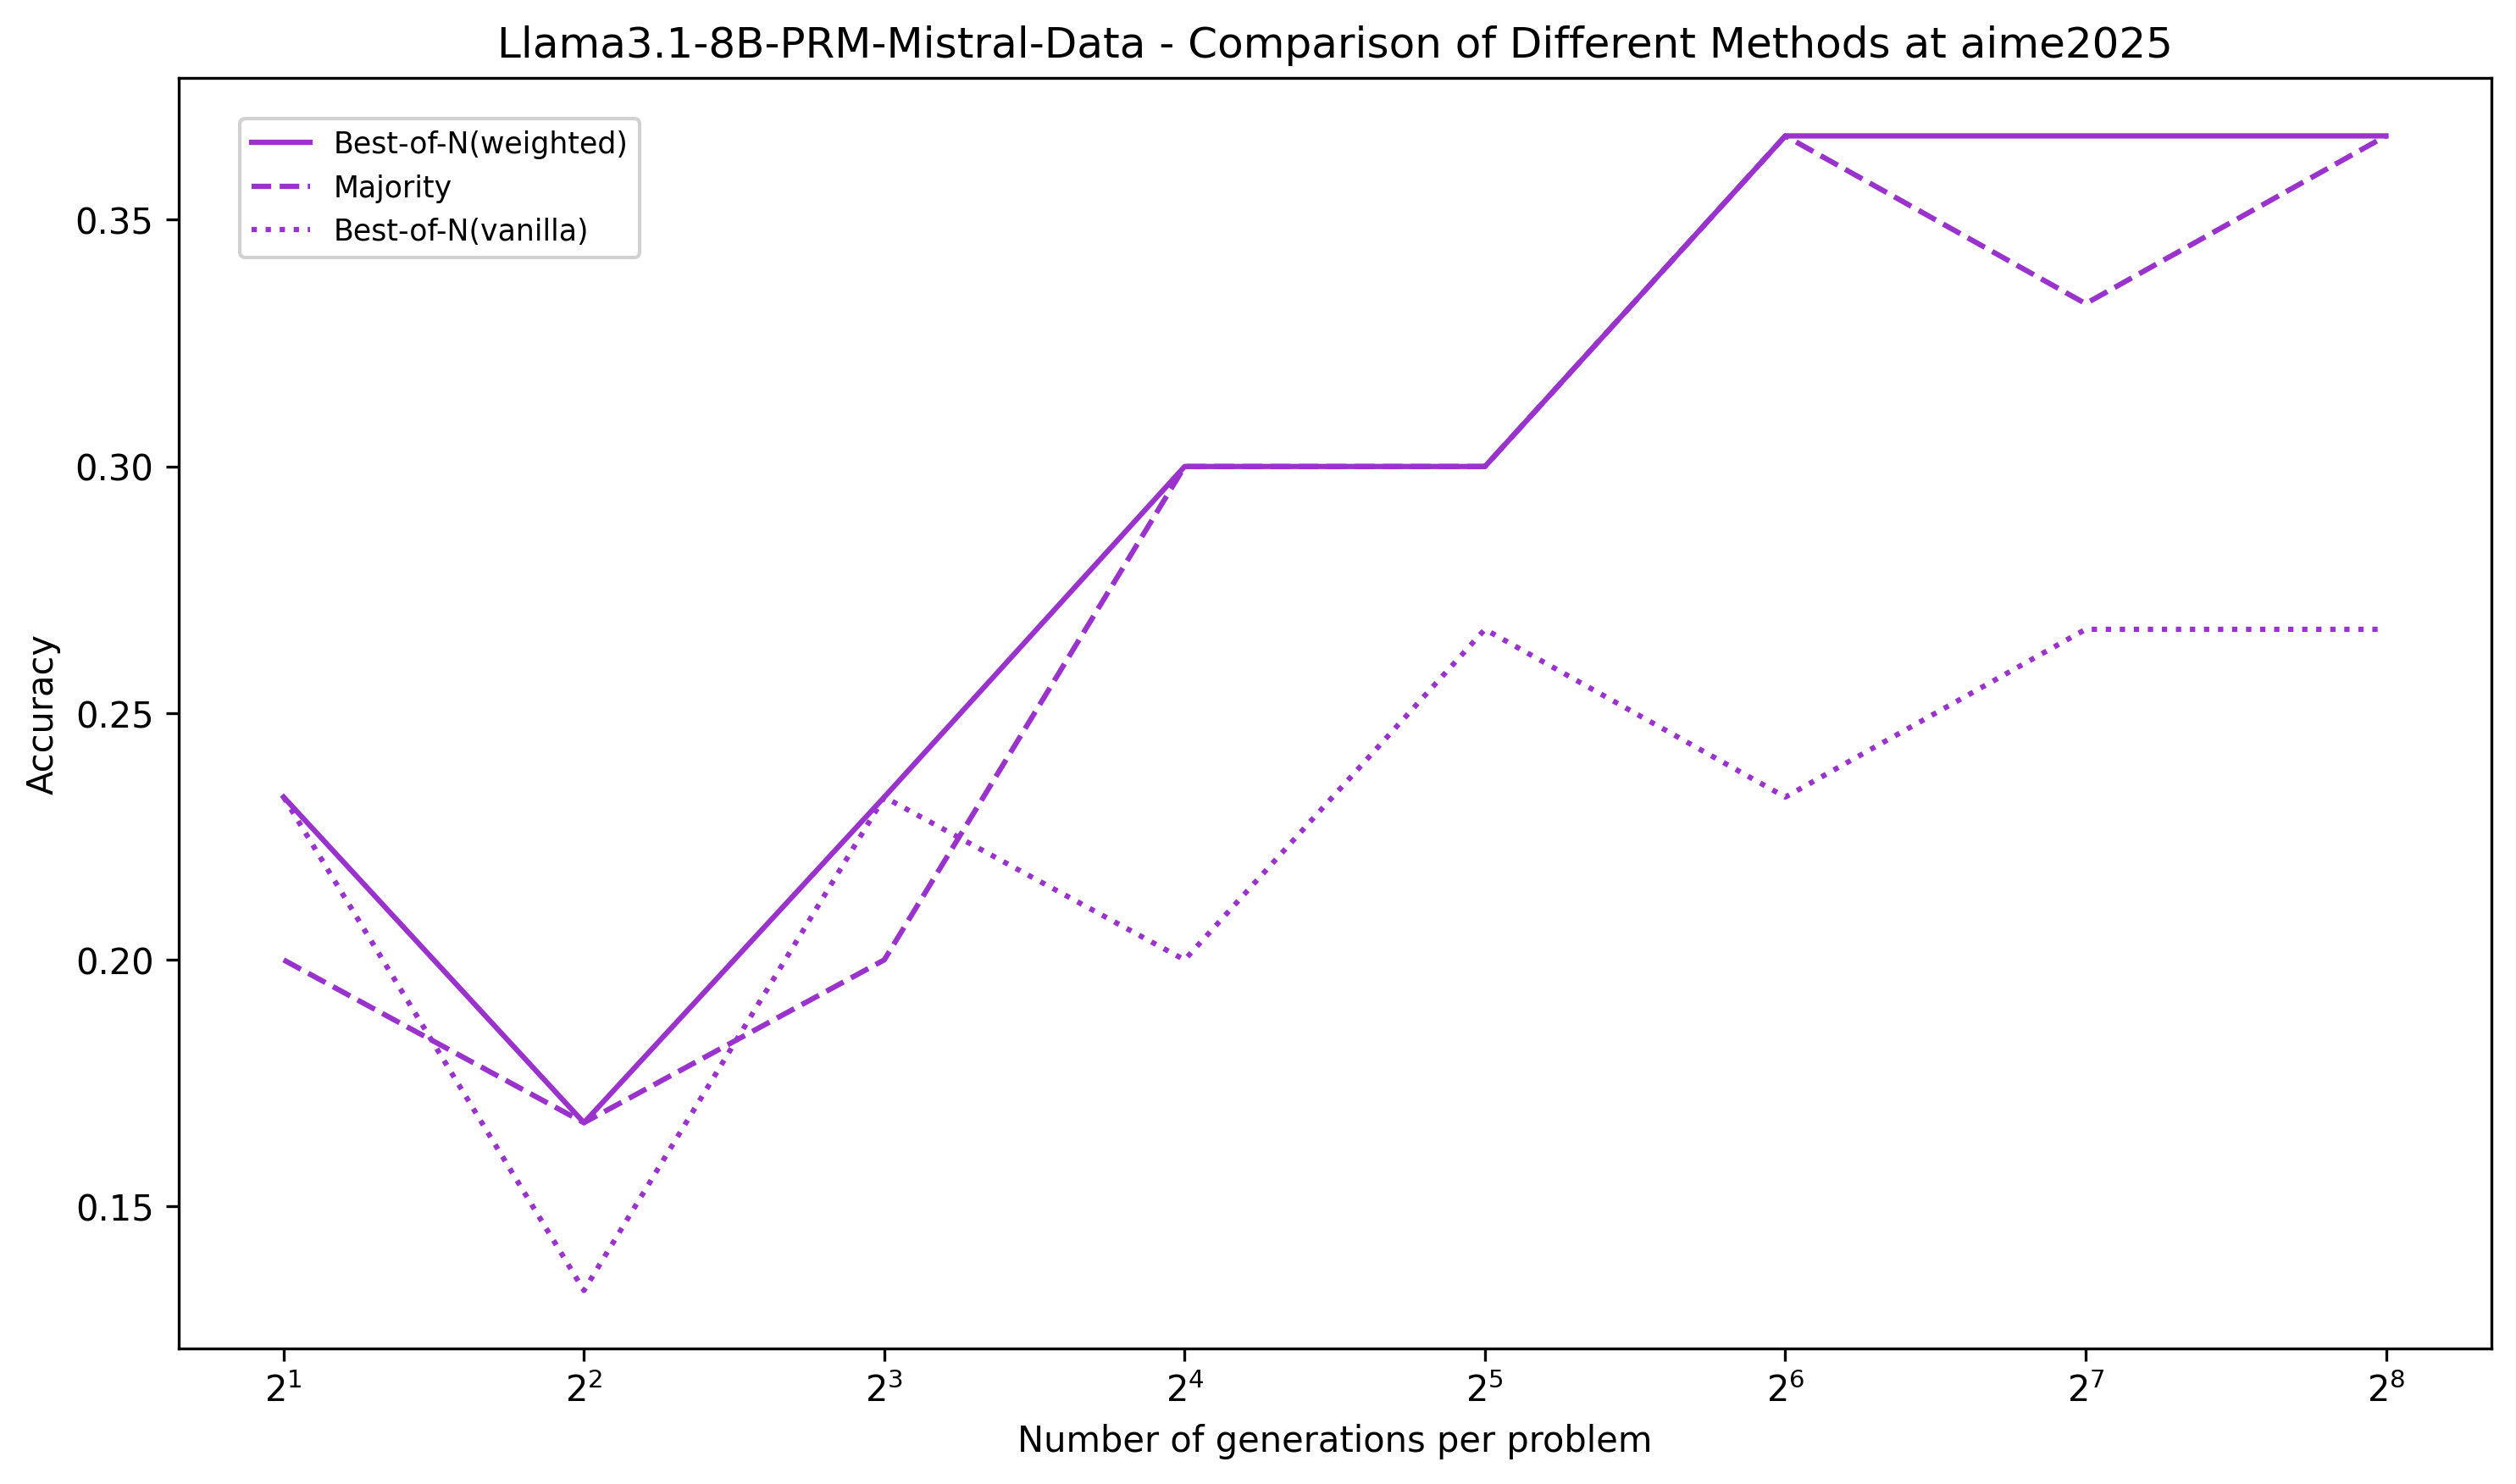 Llama3.1-8B-PRM-Mistral-Data - Comparison of Different Methods at aime2025
Best-of-N(weighted)
Majority
Best-of-N(vanilla)
Accuracy
0.35
0.30
0.25
0.20
0.15
2¹ 2² 2³ 2⁴ 2⁵ 2⁶ 2⁷ 2⁸
Number of generations per problem